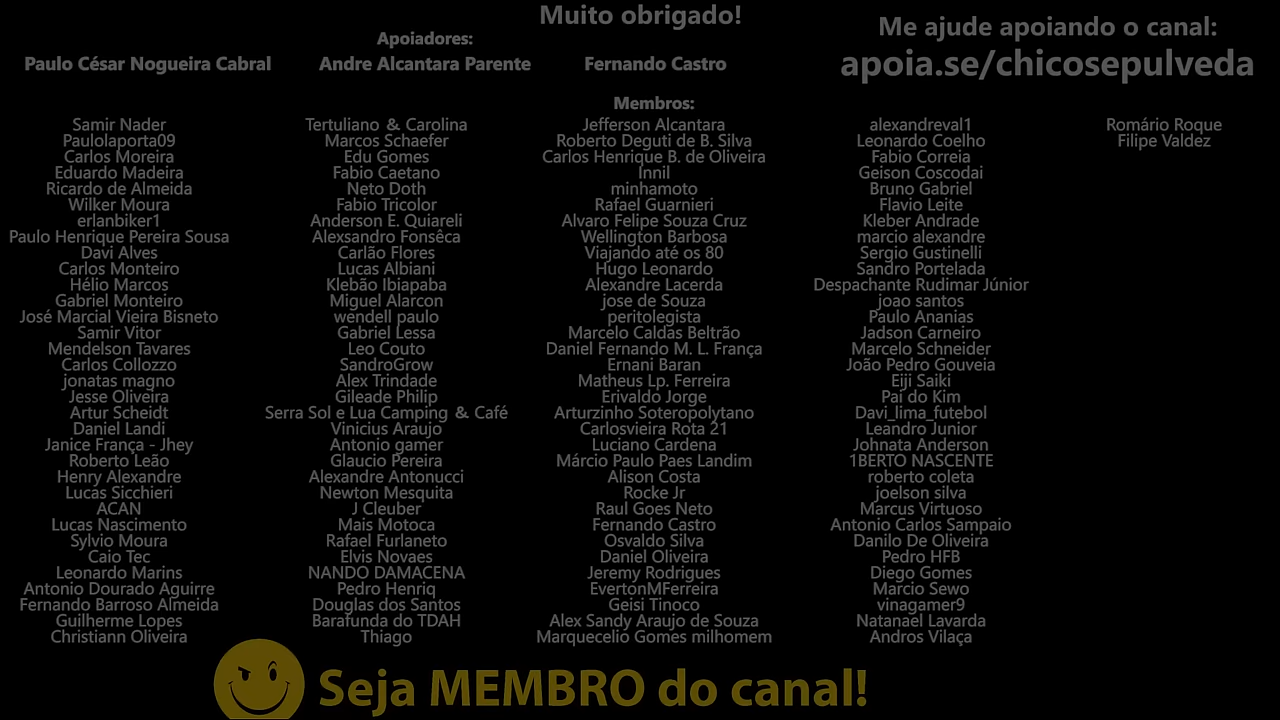 Muito obrigado!
Me ajude apoiando o canal:
apoia.se/chicosepulveda
Apoiadores:
Paulo César Nogueira Cabral
Andre Alcantara Parente
Fernando Castro
Membros:
Samir Nader
Paulolaporta09
Carlos Moreira
Eduardo Madeira
Ricardo de Almeida
Wilker Moura
erlanbiker1
Paulo Henrique Pereira Sousa
Davi Alves
Carlos Monteiro
Hélio Marcos
Gabriel Monteiro
José Marcial Vieira Bisneto
Samir Vitor
Mendelson Tavares
Carlos Collozzo
jonatas magno
Jesse Oliveira
Artur Scheidt
Daniel Landi
Janice França - Jhey
Roberto Leão
Henry Alexandre
Lucas Sicchieri
ACAN
Lucas Nascimento
Sylvio Moura
Caio Tec
Leonardo Marins
Antonio Dourado Aguirre
Fernando Barroso Almeida
Guilherme Lopes
Christiann Oliveira
Tertuliano & Carolina
Marcos Schaefer
Edu Gomes
Fabio Caetano
Neto Doth
Fabio Tricolor
Anderson E. Quiareli
Alexsandro Fonsêca
Carlão Flores
Lucas Albiani
Klebão Ibiapaba
Miguel Alarcon
wendell paulo
Gabriel Lessa
Leo Couto
SandroGrow
Alex Trindade
Gileade Philip
Serra Sol e Lua Camping & Café
Vinicius Araujo
Antonio gamer
Glaucio Pereira
Alexandre Antonucci
Newton Mesquita
J Cleuber
Mais Motoca
Rafael Furlaneto
Elvis Novaes
NANDO DAMACENA
Pedro Henriq
Douglas dos Santos
Barafunda do TDAH
Thiago
Jefferson Alcantara
Roberto Deguti de B. Silva
Carlos Henrique B. de Oliveira
Innil
minhamoto
Rafael Guarnieri
Alvaro Felipe Souza Cruz
Wellington Barbosa
Viajando até os 80
Hugo Leonardo
Alexandre Lacerda
jose de Souza
peritolegista
Marcelo Caldas Beltrão
Daniel Fernando M. L. França
Ernani Baran
Matheus Lp. Ferreira
Erivaldo Jorge
Arturzinho Soteropolytano
Carlosvieira Rota 21
Luciano Cardena
Márcio Paulo Paes Landim
Alison Costa
Rocke Jr
Raul Goes Neto
Fernando Castro
Osvaldo Silva
Daniel Oliveira
Jeremy Rodrigues
EvertonMFerreira
Geisi Tinoco
Alex Sandy Araujo de Souza
Marquecelio Gomes milhomem
alexandreval1
Leonardo Coelho
Fabio Correia
Geison Coscodai
Bruno Gabriel
Flavio Leite
Kleber Andrade
marcio alexandre
Sergio Gustinelli
Sandro Portelada
Despachante Rudimar Júnior
joao santos
Paulo Ananias
Jadson Carneiro
Marcelo Schneider
João Pedro Gouveia
Eiji Saiki
Pai do Kim
Davi_lima_futebol
Leandro Junior
Johnata Anderson
1BERTO NASCENTE
roberto coleta
joelson silva
Marcus Virtuoso
Antonio Carlos Sampaio
Danilo De Oliveira
Pedro HFB
Diego Gomes
Marcio Sewo
vinagamer9
Natanael Lavarda
Andros Vilaça
Romário Roque
Filipe Valdez
Seja MEMBRO do canal!